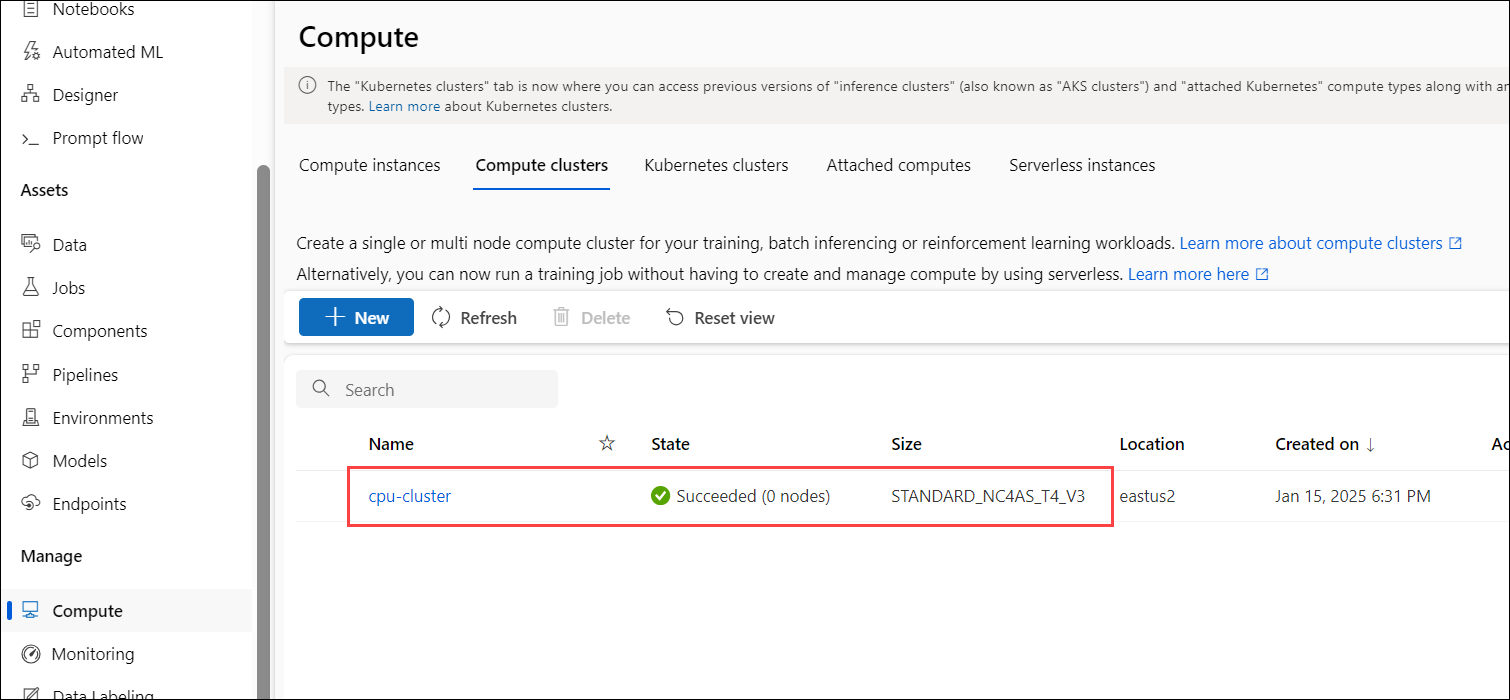 Notebooks
Automated ML
Designer
Prompt flow
Assets
Data
Jobs
Components
Pipelines
Environments
Models
Endpoints
Manage
Compute
Monitoring
Data Labeling
Compute
The "Kubernetes clusters" tab is now where you can access previous versions of "inference clusters" (also known as "AKS clusters") and "attached Kubernetes" compute types along with
types. Learn more about Kubernetes clusters.
Compute instances Compute clusters Kubernetes clusters Attached computes Serverless instances
Create a single or multi node compute cluster for your training, batch inferencing or reinforcement learning workloads. Learn more about compute clusters
Alternatively, you can now run a training job without having to create and manage compute by using serverless. Learn more here
New Refresh Delete Reset view
Search
Name State Size Location Created on ↓
cpu-cluster Succeeded (0 nodes) STANDARD_NC4AS_T4_V3 eastus2 Jan 15, 2025 6:31 PM